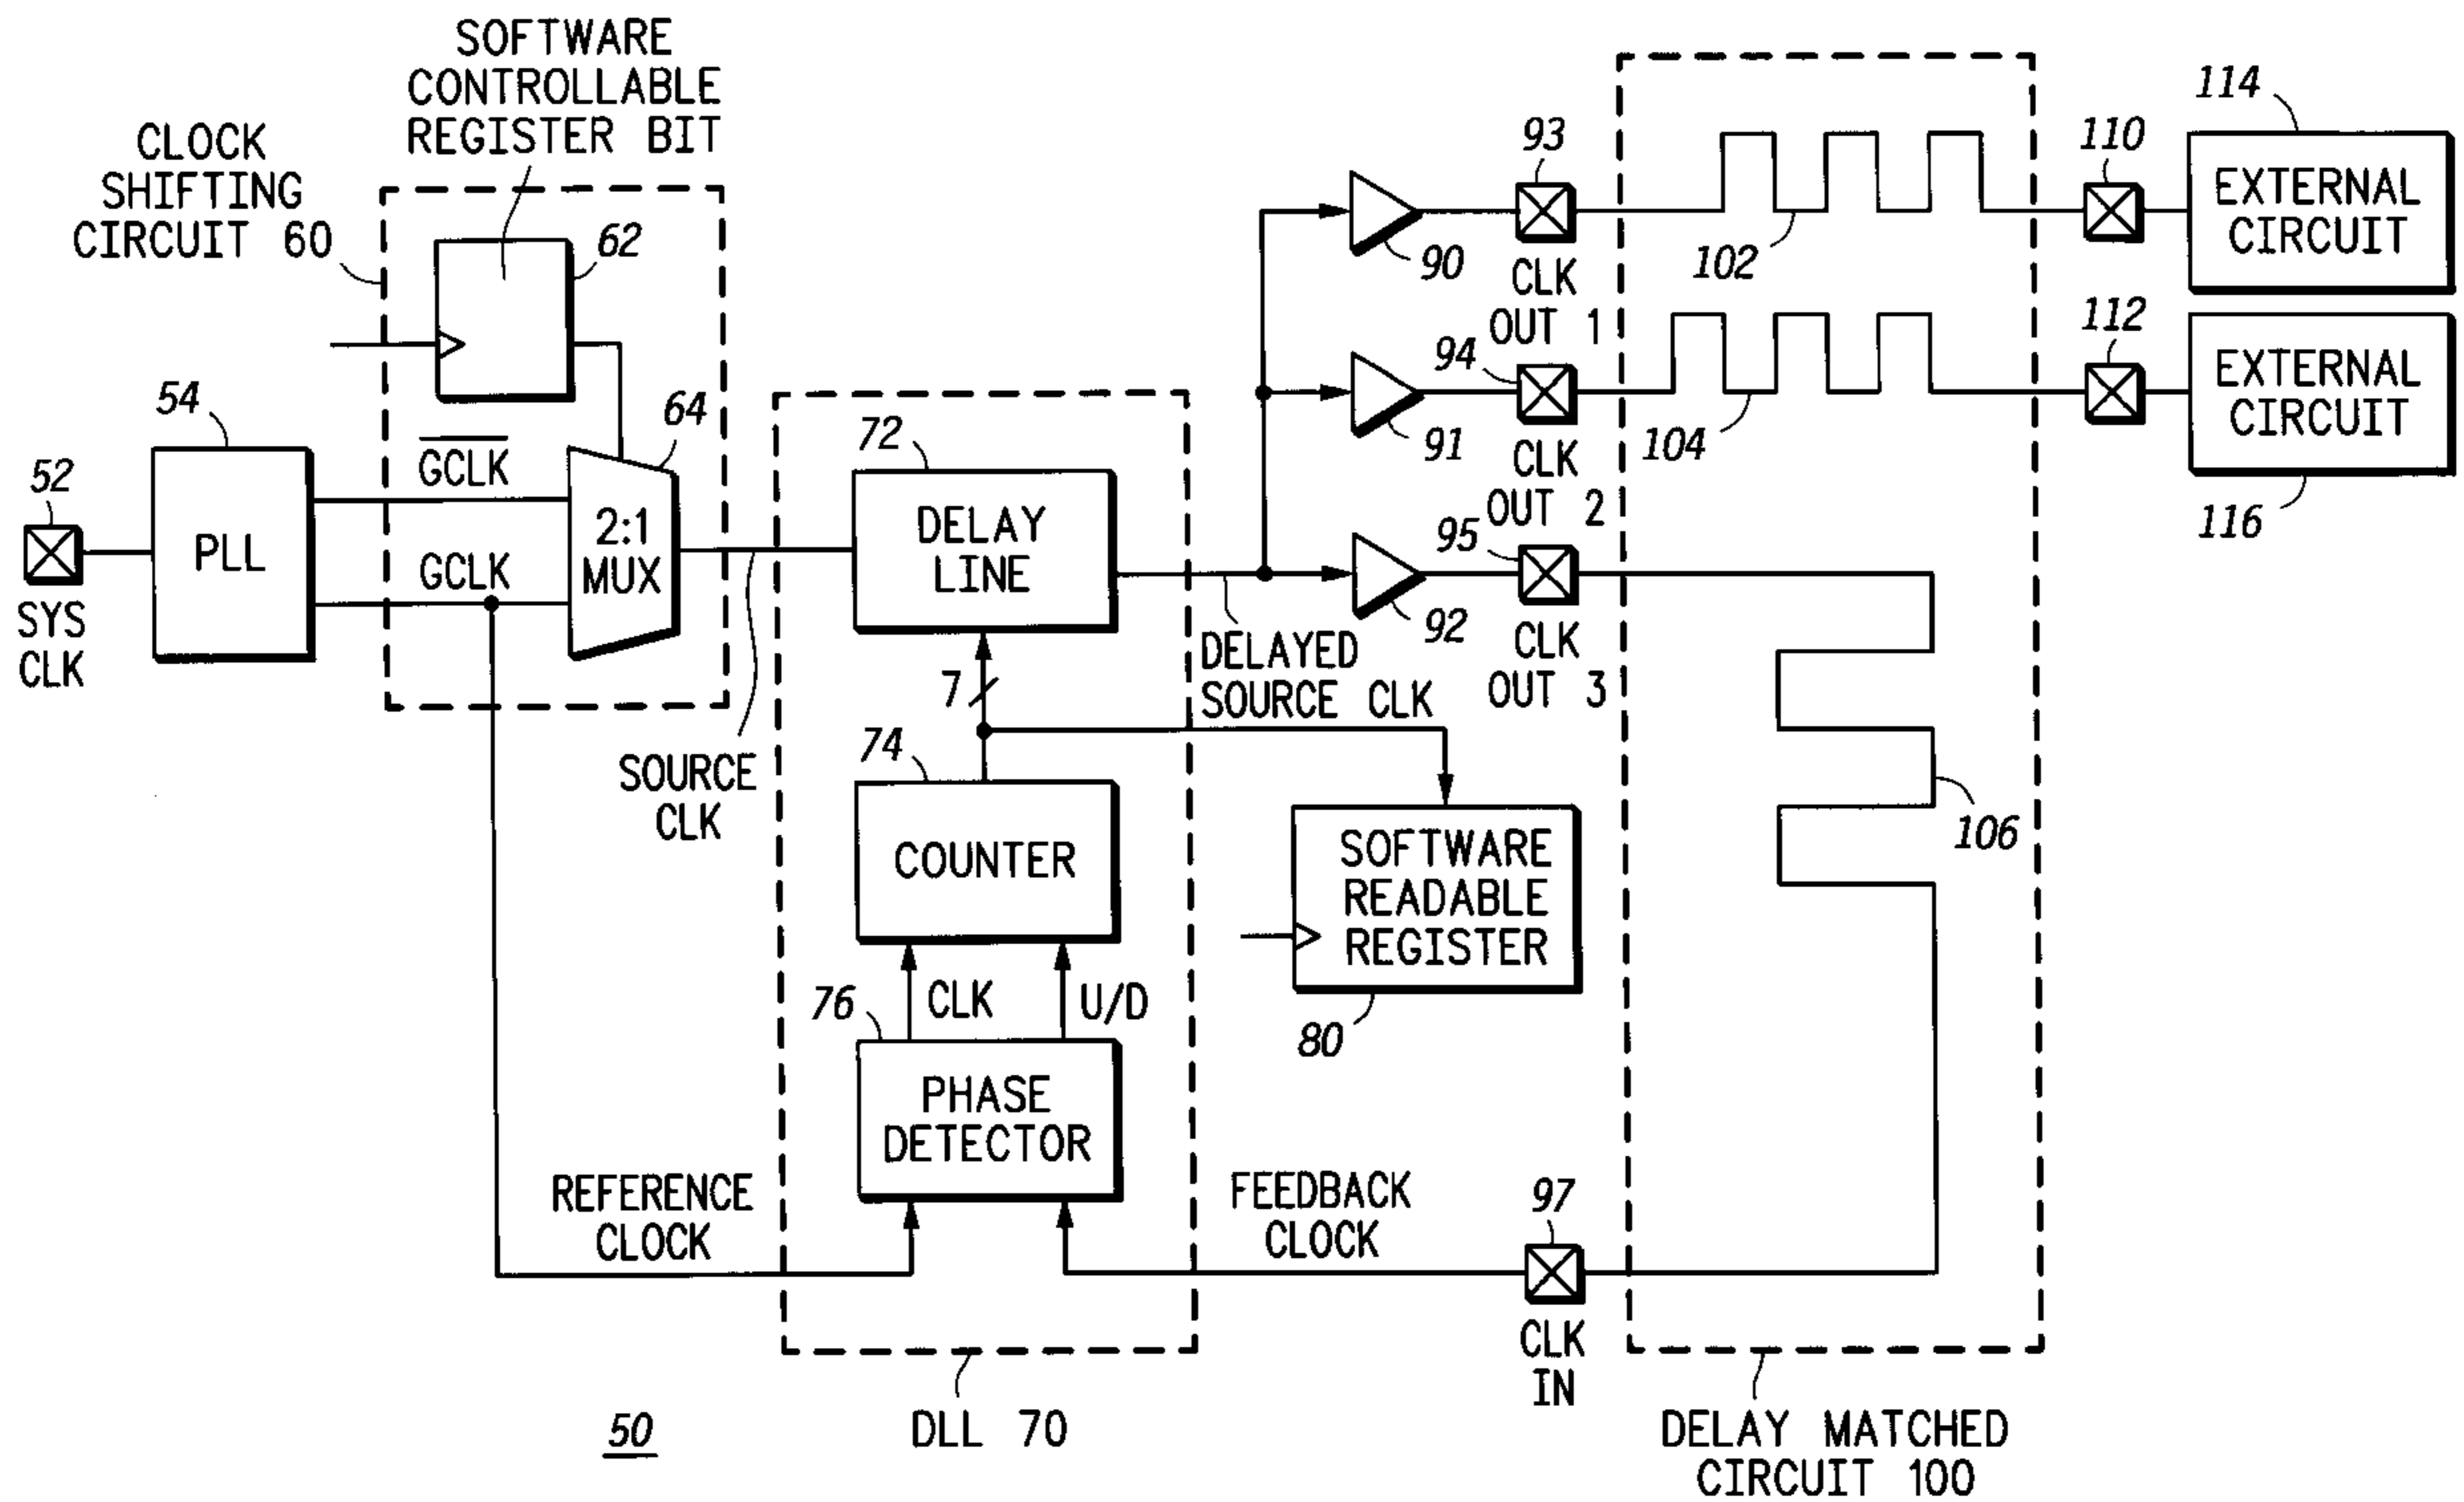 SOFTWARE
CONTROLLABLE
REGISTER BIT
CLOCK
SHIFTING
CIRCUIT 60
62
54
GCLK
64
52
PLL
GCLK
2:1
MUX
SYS
CLK
SOURCE
CLK
72
DELAY
LINE
7
74
COUNTER
CLK
U/D
76
PHASE
DETECTOR
REFERENCE
CLOCK
DLL 70
50
DELAYED
SOURCE CLK
SOFTWARE
READABLE
REGISTER
80
FEEDBACK
CLOCK
90
93
CLK
OUT 1
91
94
CLK
OUT 2
92
95
CLK
OUT 3
97
CLK
IN
102
104
106
DELAY MATCHED
CIRCUIT 100
110
114
EXTERNAL
CIRCUIT
112
EXTERNAL
CIRCUIT
116